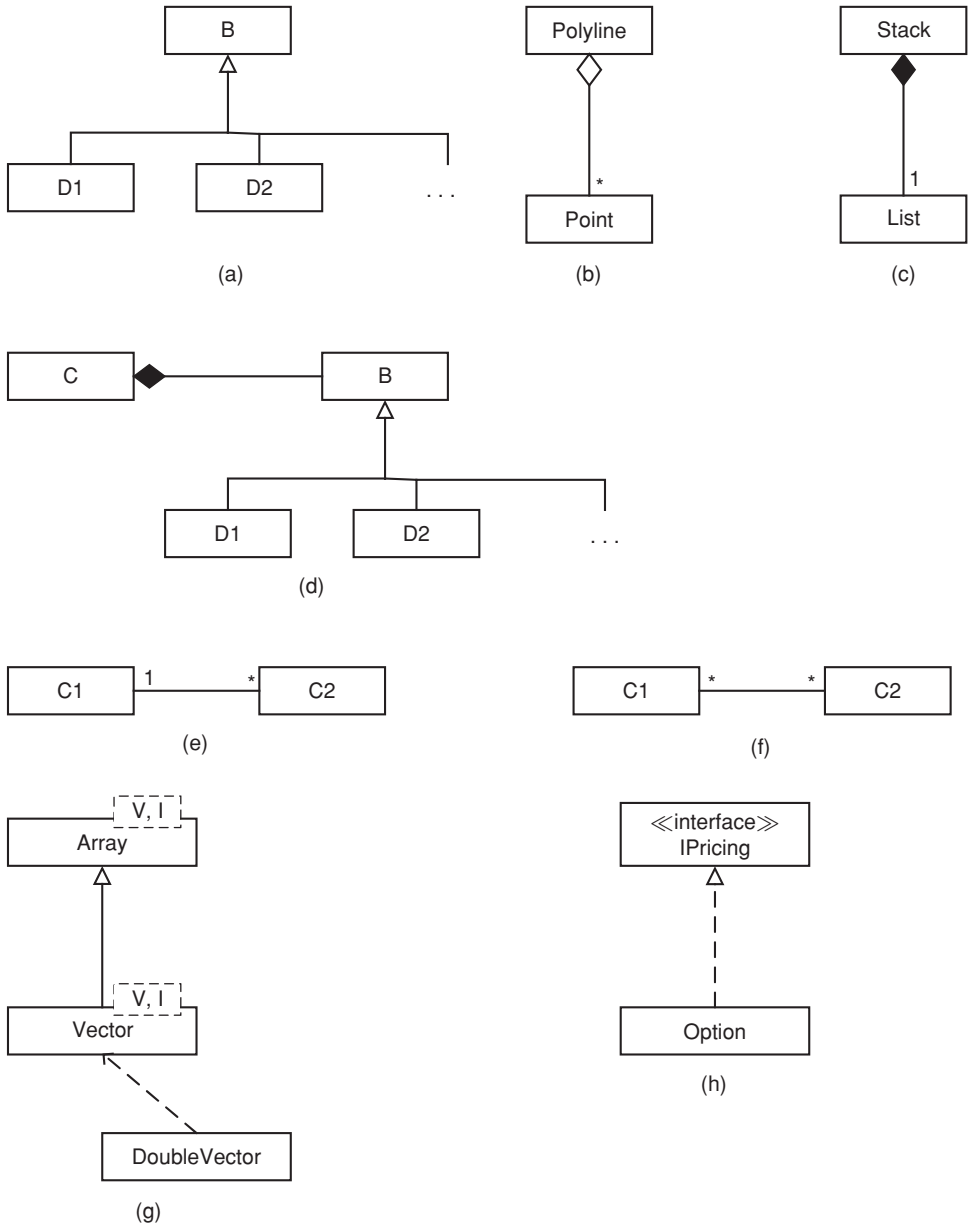 B
Polyline
Stack
D1
D2
. . .
*
1
Point
List
(a)
(b)
(c)
C
B
D1
D2
. . .
(d)
C1
1
*
C2
C1
*
*
C2
(e)
(f)
V, I
Array
≪interface≫
IPricing
V, I
Vector
Option
(h)
DoubleVector
(g)